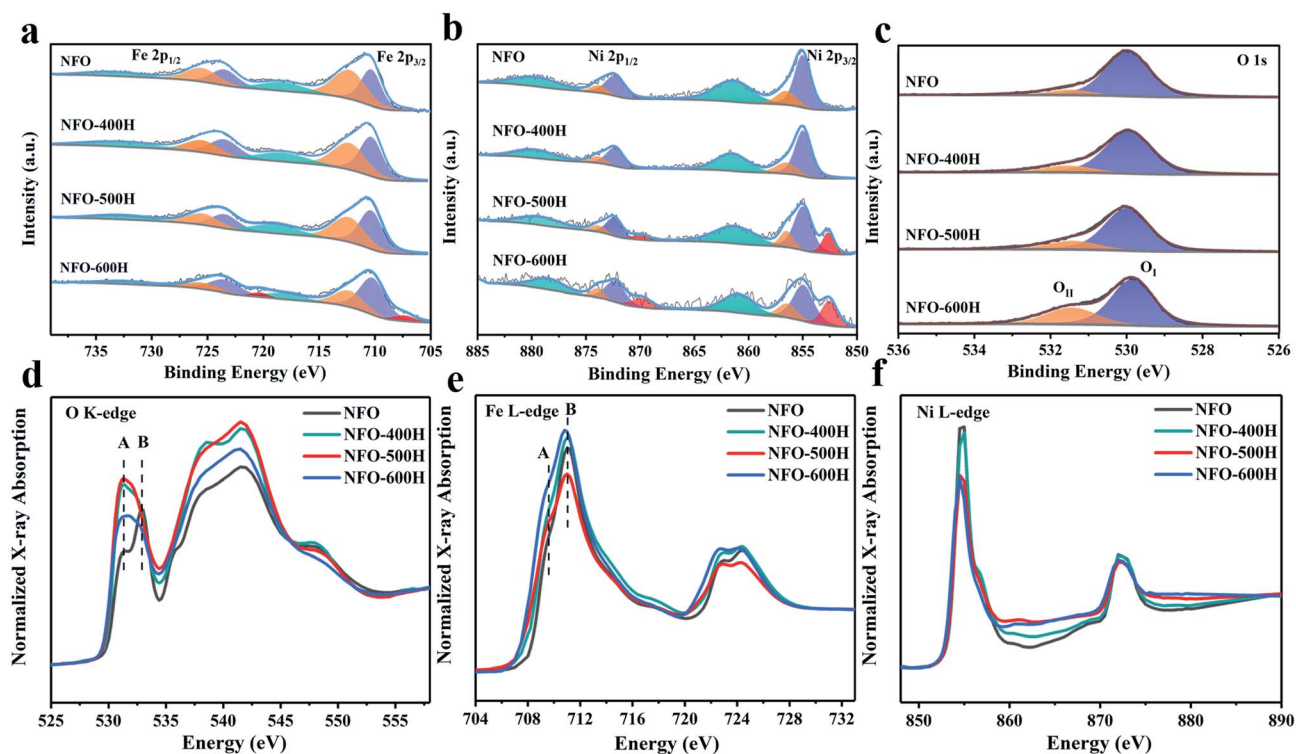 a
Fe 2p1/2
Fe 2p3/2
NFO
NFO-400H
NFO-500H
NFO-600H
Intensity (a.u.)
735 730 725 720 715 710 705
Binding Energy (eV)
b
Ni 2p1/2
Ni 2p3/2
NFO
NFO-400H
NFO-500H
NFO-600H
Intensity (a.u.)
885 880 875 870 865 860 855 850
Binding Energy (eV)
c
O 1s
NFO
NFO-400H
NFO-500H
OI
OII
NFO-600H
Intensity (a.u.)
536 534 532 530 528 526
Binding Energy (eV)
d
O K-edge
A B
NFO
NFO-400H
NFO-500H
NFO-600H
Normalized X-ray Absorption
525 530 535 540 545 550 555
Energy (eV)
e
Fe L-edge
B
A
NFO
NFO-400H
NFO-500H
NFO-600H
Normalized X-ray Absorption
704 708 712 716 720 724 728 732
Energy (eV)
f
Ni L-edge
NFO
NFO-400H
NFO-500H
NFO-600H
Normalized X-ray Absorption
850 860 870 880 890
Energy (eV)